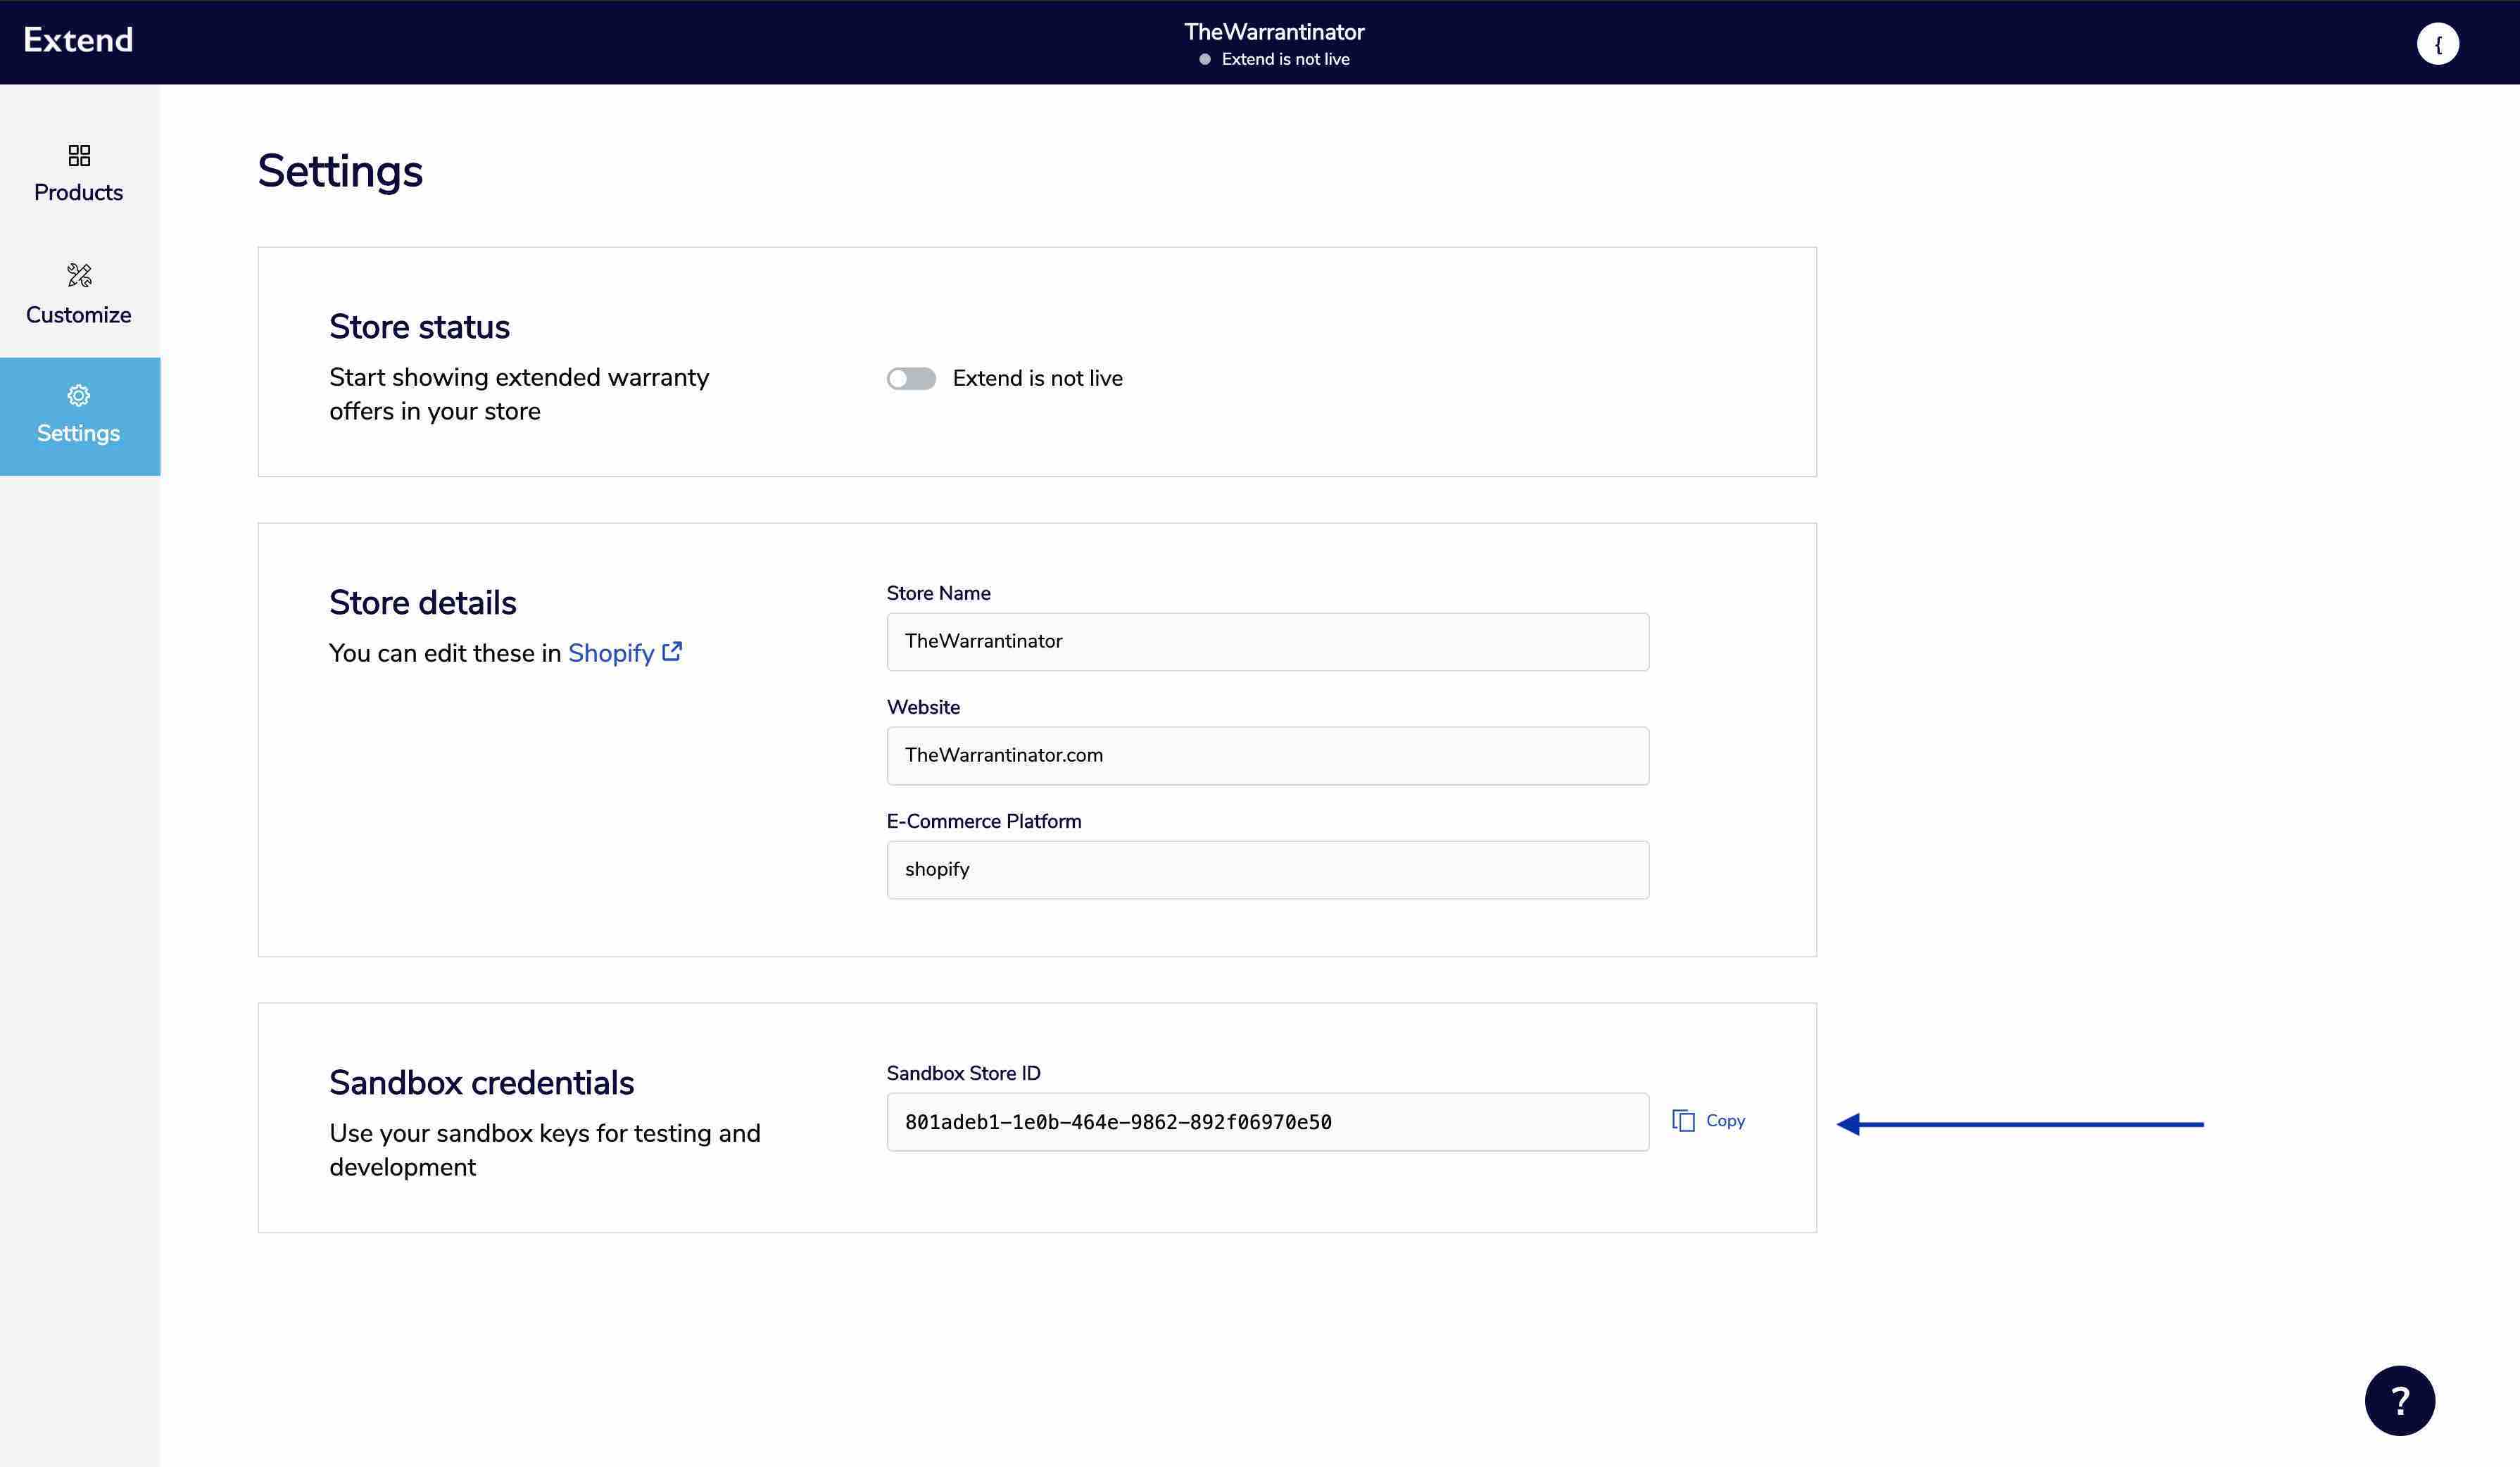 Extend
TheWarrantinator
Extend is not live
{
Products
Customize
Settings
Settings
Store status
Start showing extended warranty
offers in your store
Extend is not live
Store details
You can edit these in Shopify
Store Name
TheWarrantinator
Website
TheWarrantinator.com
E-Commerce Platform
shopify
Sandbox credentials
Use your sandbox keys for testing and
development
Sandbox Store ID
801adeb1-1e0b-464e-9862-892f06970e50
Copy
?